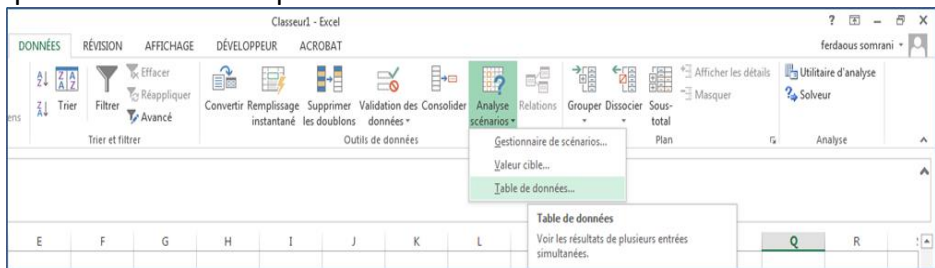 Classeur1 - Excel
DONNÉES RÉVISION AFFICHAGE DÉVELOPPEUR ACROBAT ferdaous somrani
Effacer
Réappliquer
Avancé
Trier Filtrer
Convertir Remplissage instantané
Supprimer les doublons
Validation des données
Consolider
Analyse scénarios
Relations
Grouper Dissocier Sous-total
Afficher les détails
Masquer
Utilitaire d'analyse
Solveur
Trier et filtrer Outils de données Plan Analyse
Gestionnaire de scénarios...
Valeur cible...
Table de données...
Table de données
Voir les résultats de plusieurs entrées
simultanées.
E F G H I J K L Q R